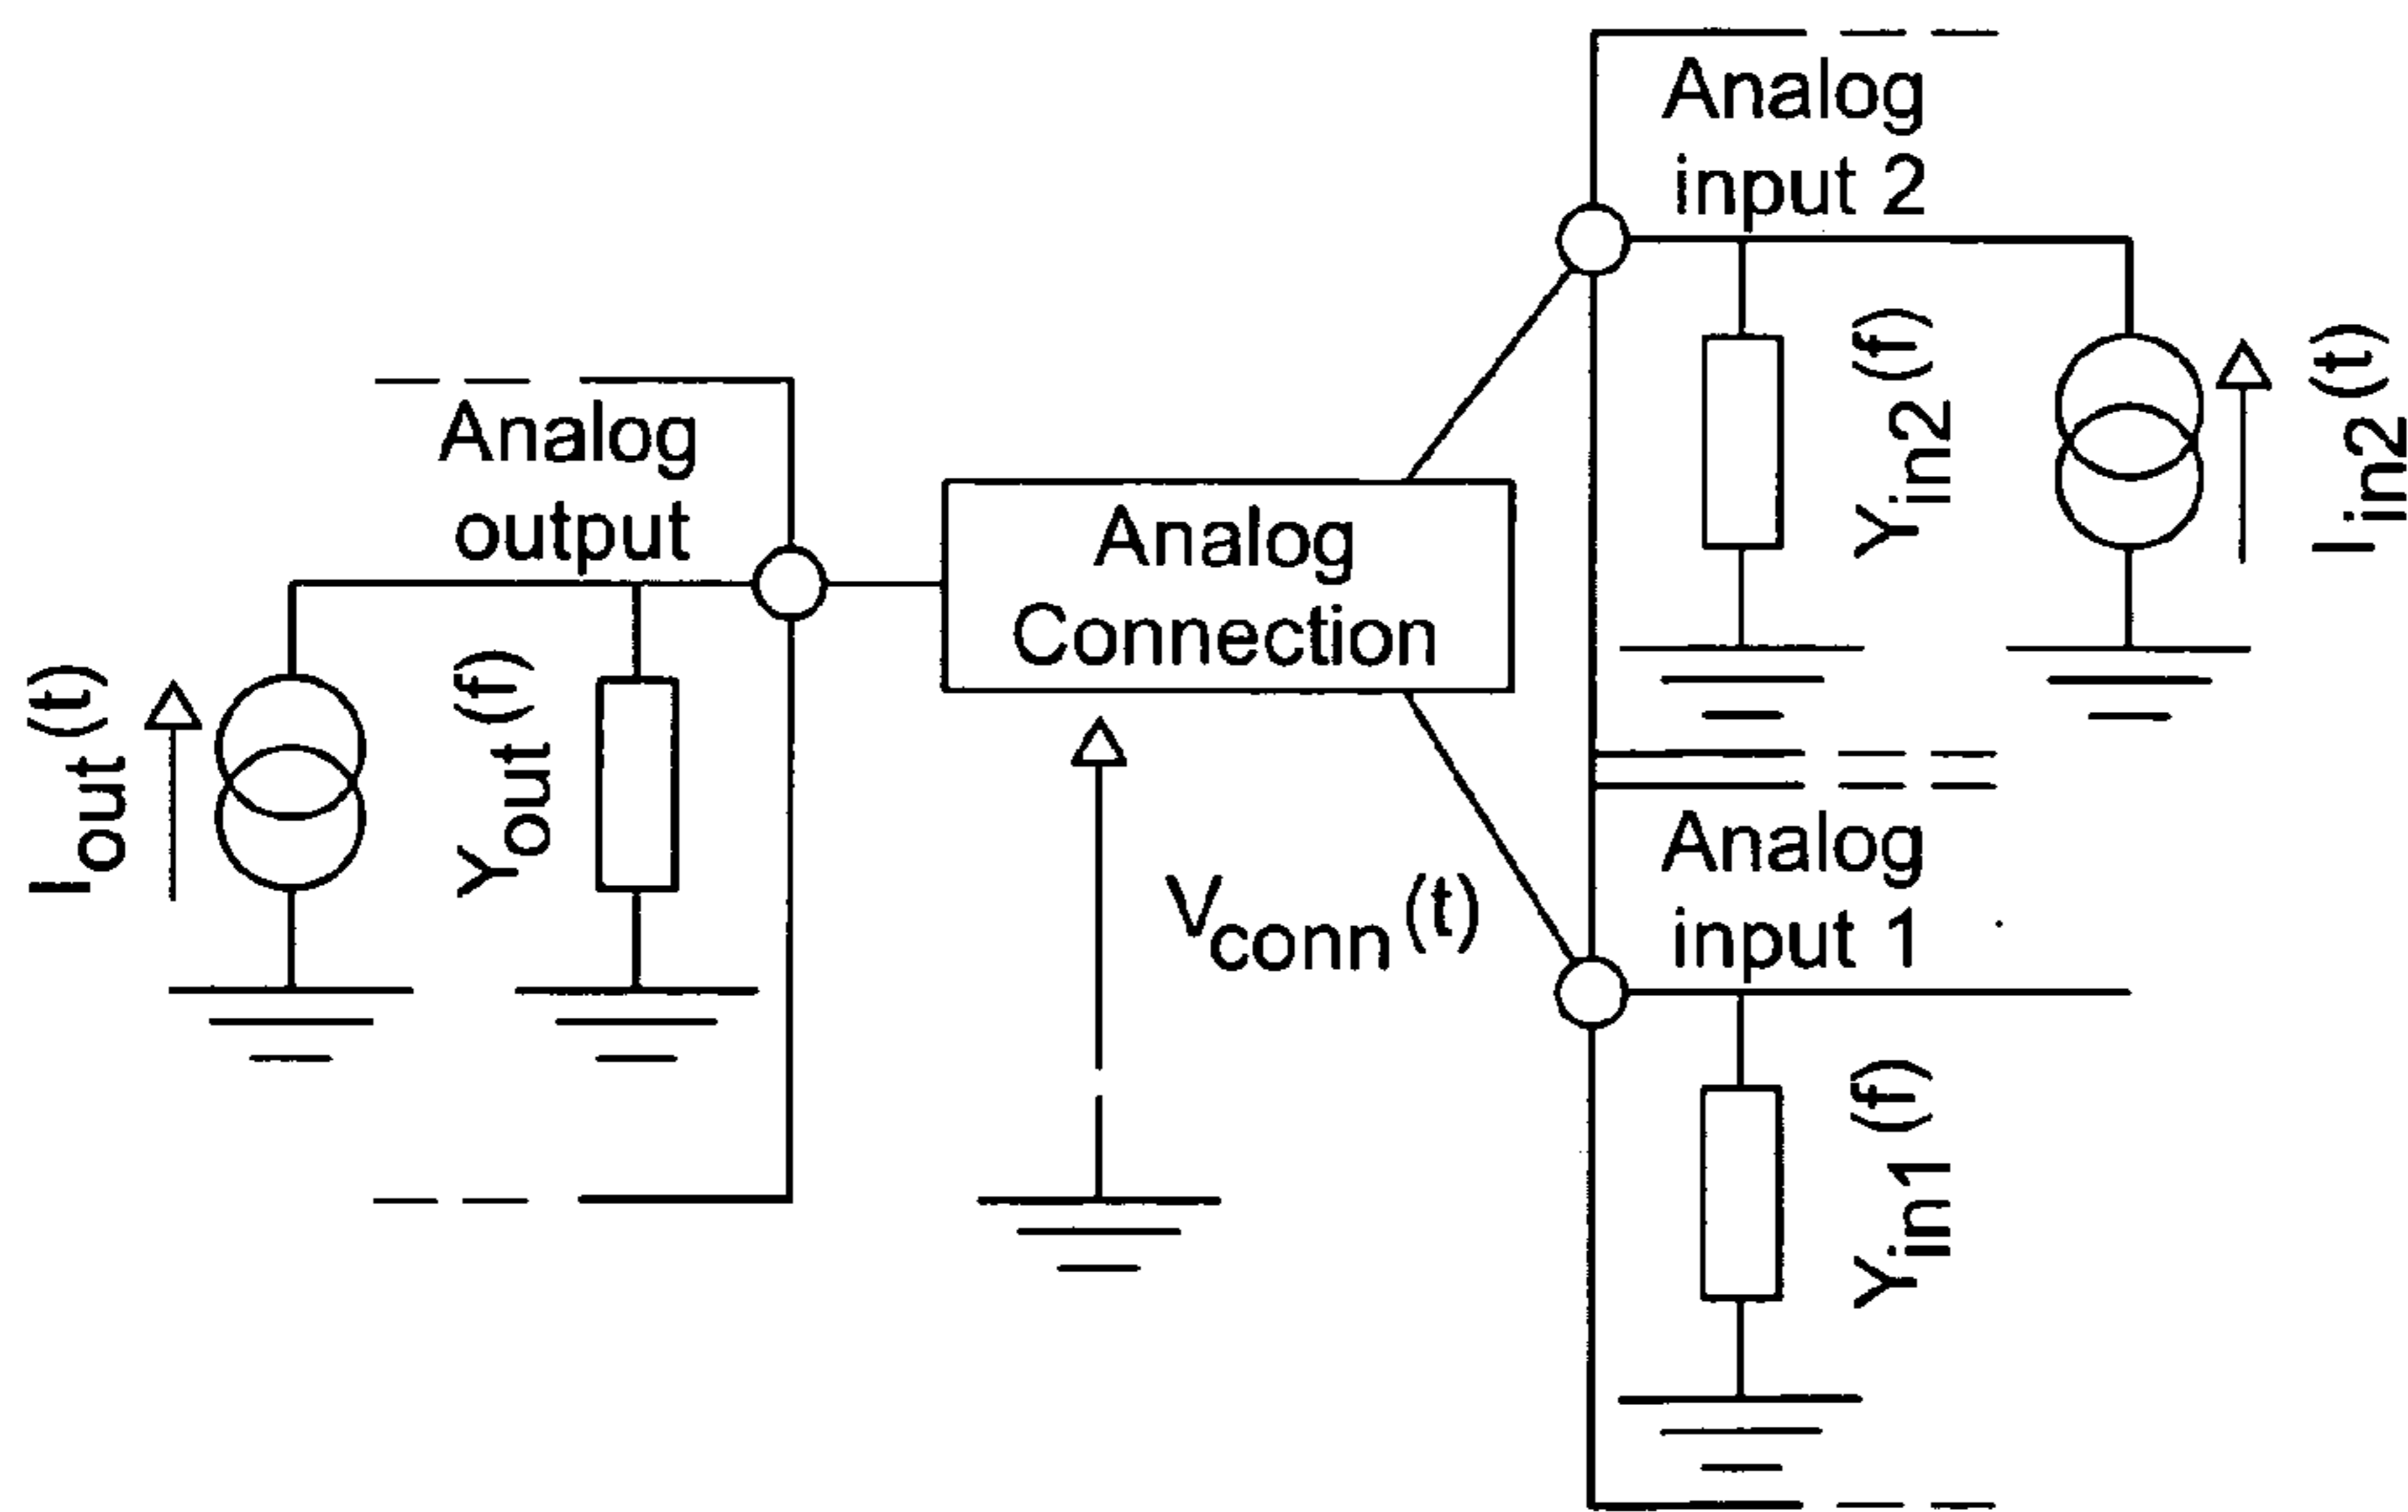 Analog
input 2
Yin2 (f)
Iin2 (t)
Analog
output
Iout (t)
Yout (f)
Analog
Connection
Vconn (t)
Analog
input 1
Yin1 (f)